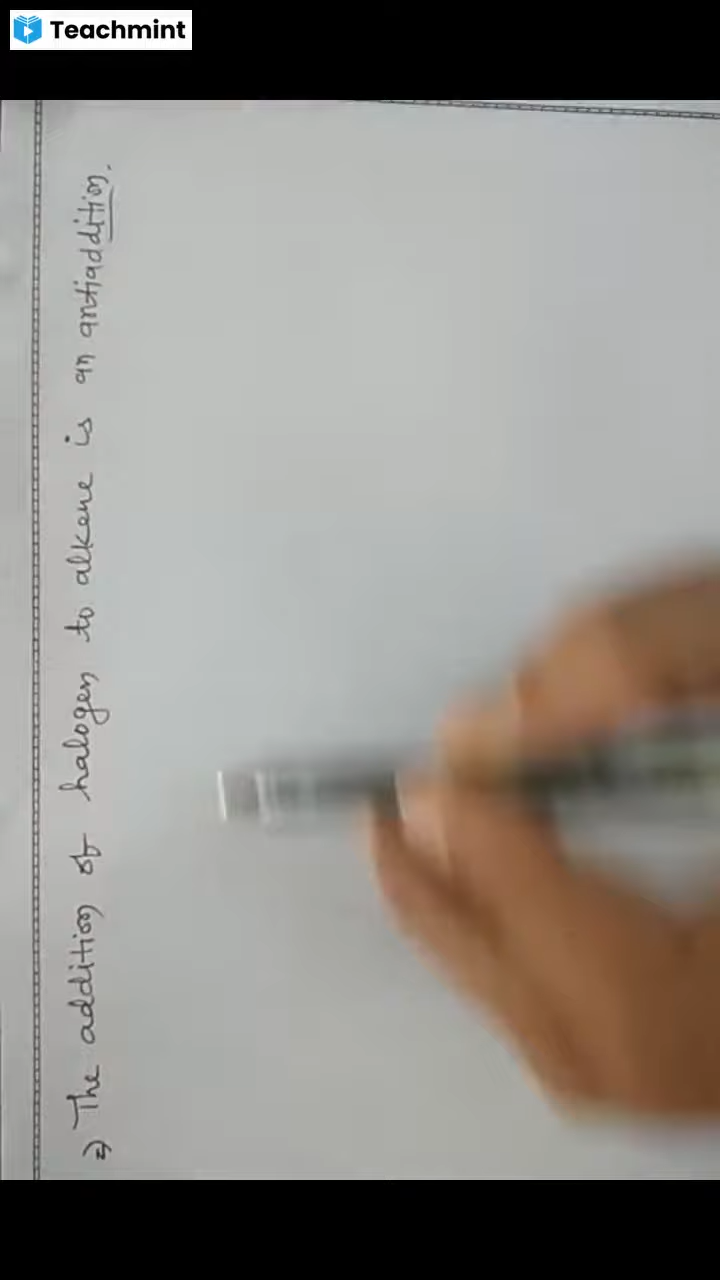 Teachmint
2) The addition of halogen to alkene is an antiaddition.